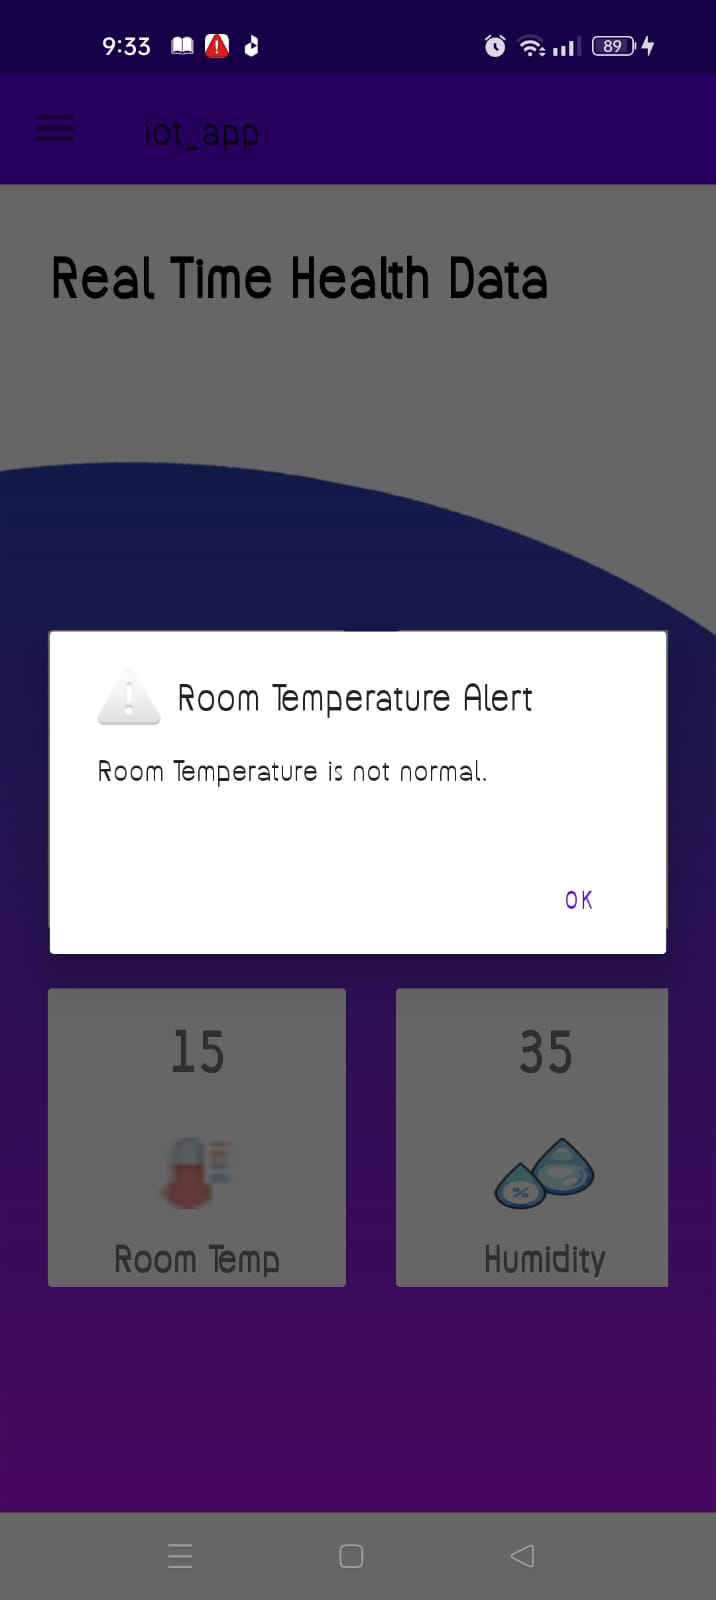 9:33
89
iot_app
Real Time Health Data
Room Temperature Alert
Room Temperature is not normal.
OK
15
35
%
Room Temp
Humidity